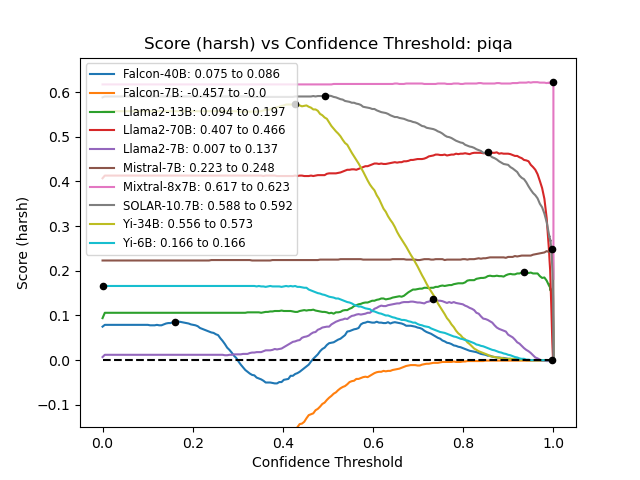 Score (harsh) vs Confidence Threshold: piqa
Falcon-40B: 0.075 to 0.086
Falcon-7B: -0.457 to -0.0
Llama2-13B: 0.094 to 0.197
Llama2-70B: 0.407 to 0.466
Llama2-7B: 0.007 to 0.137
Mistral-7B: 0.223 to 0.248
Mixtral-8x7B: 0.617 to 0.623
SOLAR-10.7B: 0.588 to 0.592
Yi-34B: 0.556 to 0.573
Yi-6B: 0.166 to 0.166
Score (harsh)
0.6
0.5
0.4
0.3
0.2
0.1
0.0
−0.1
0.0 0.2 0.4 0.6 0.8 1.0
Confidence Threshold